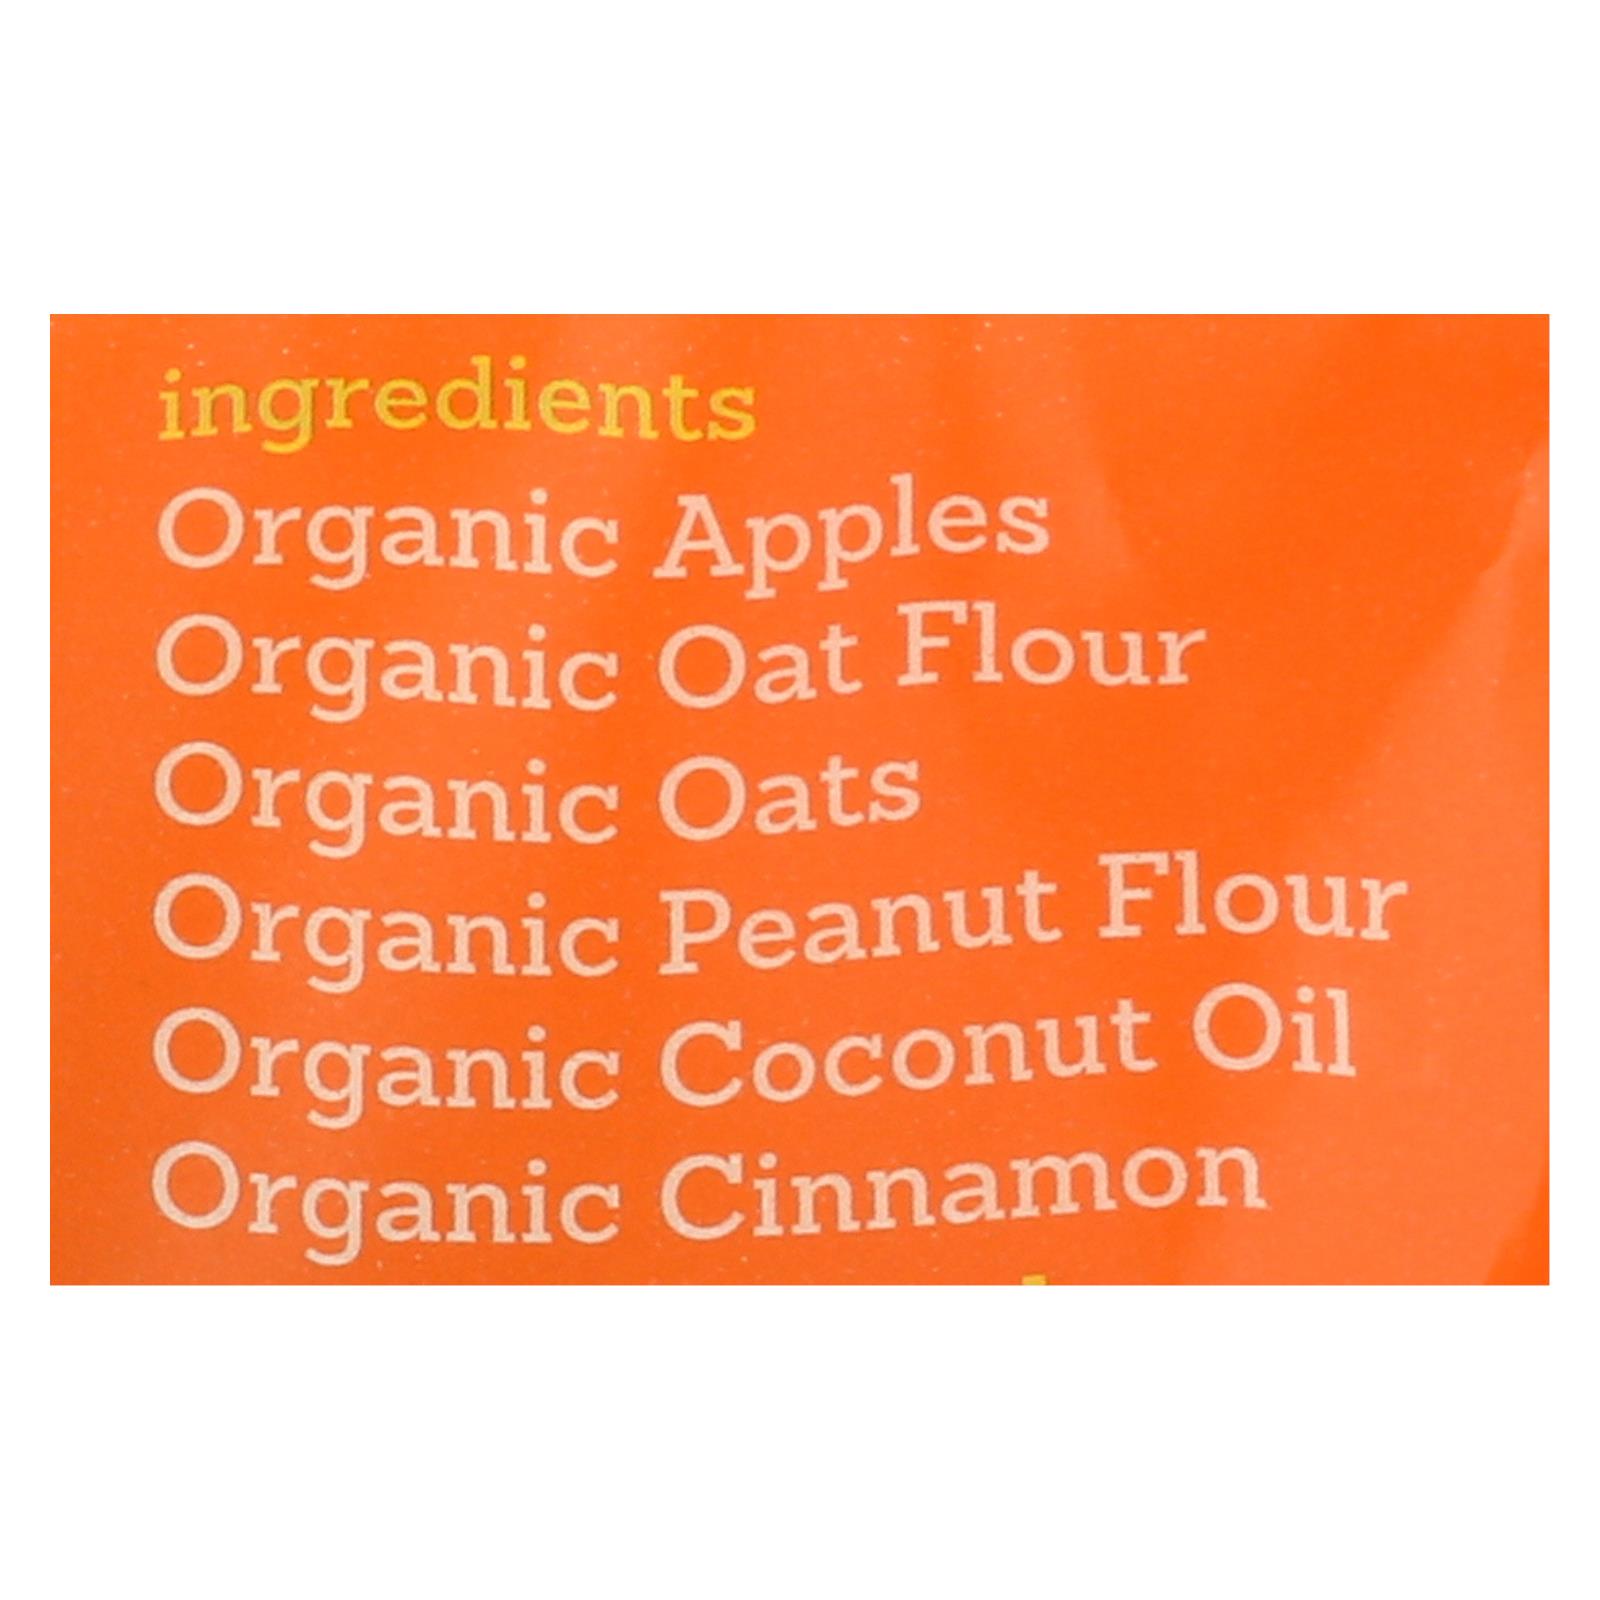 ingredients
Organic Apples
Organic Oat Flour
Organic Oats
Organic Peanut Flour
Organic Coconut Oil
Organic Cinnamon